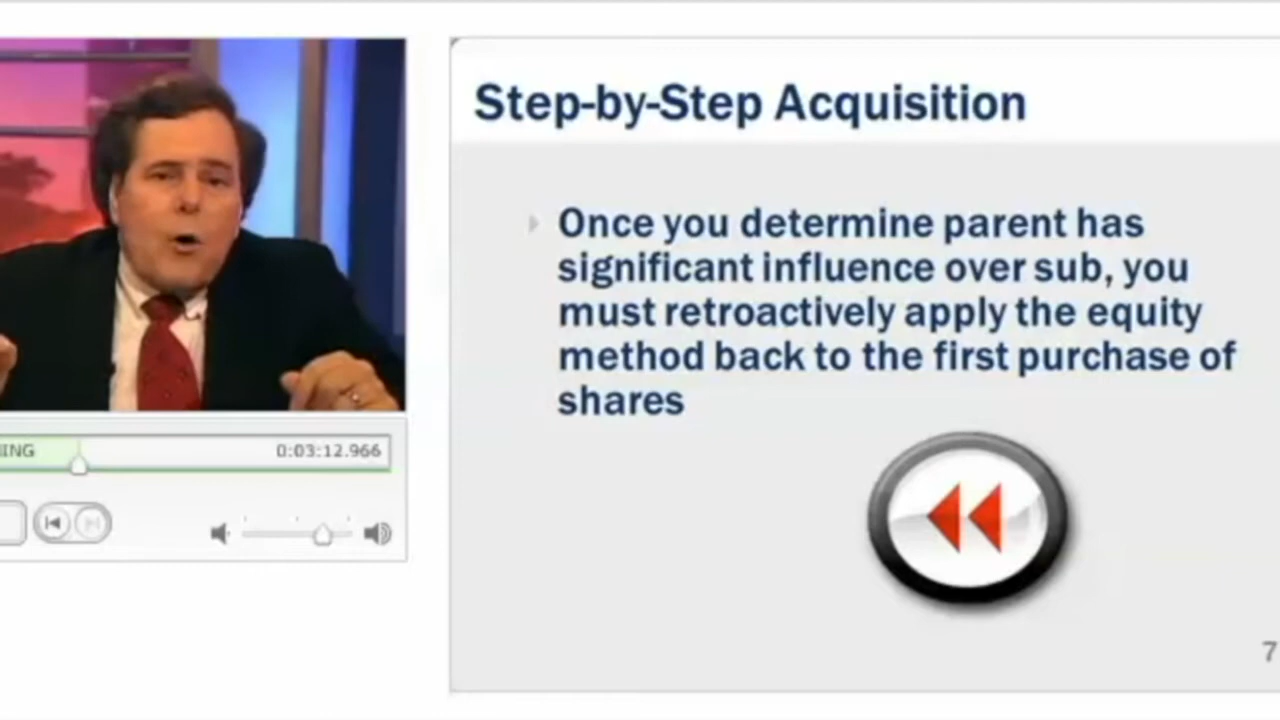 Step-by-Step Acquisition
Once you determine parent has
significant influence over sub, you
must retroactively apply the equity
method back to the first purchase of
shares
ING
0:03:12.966
7